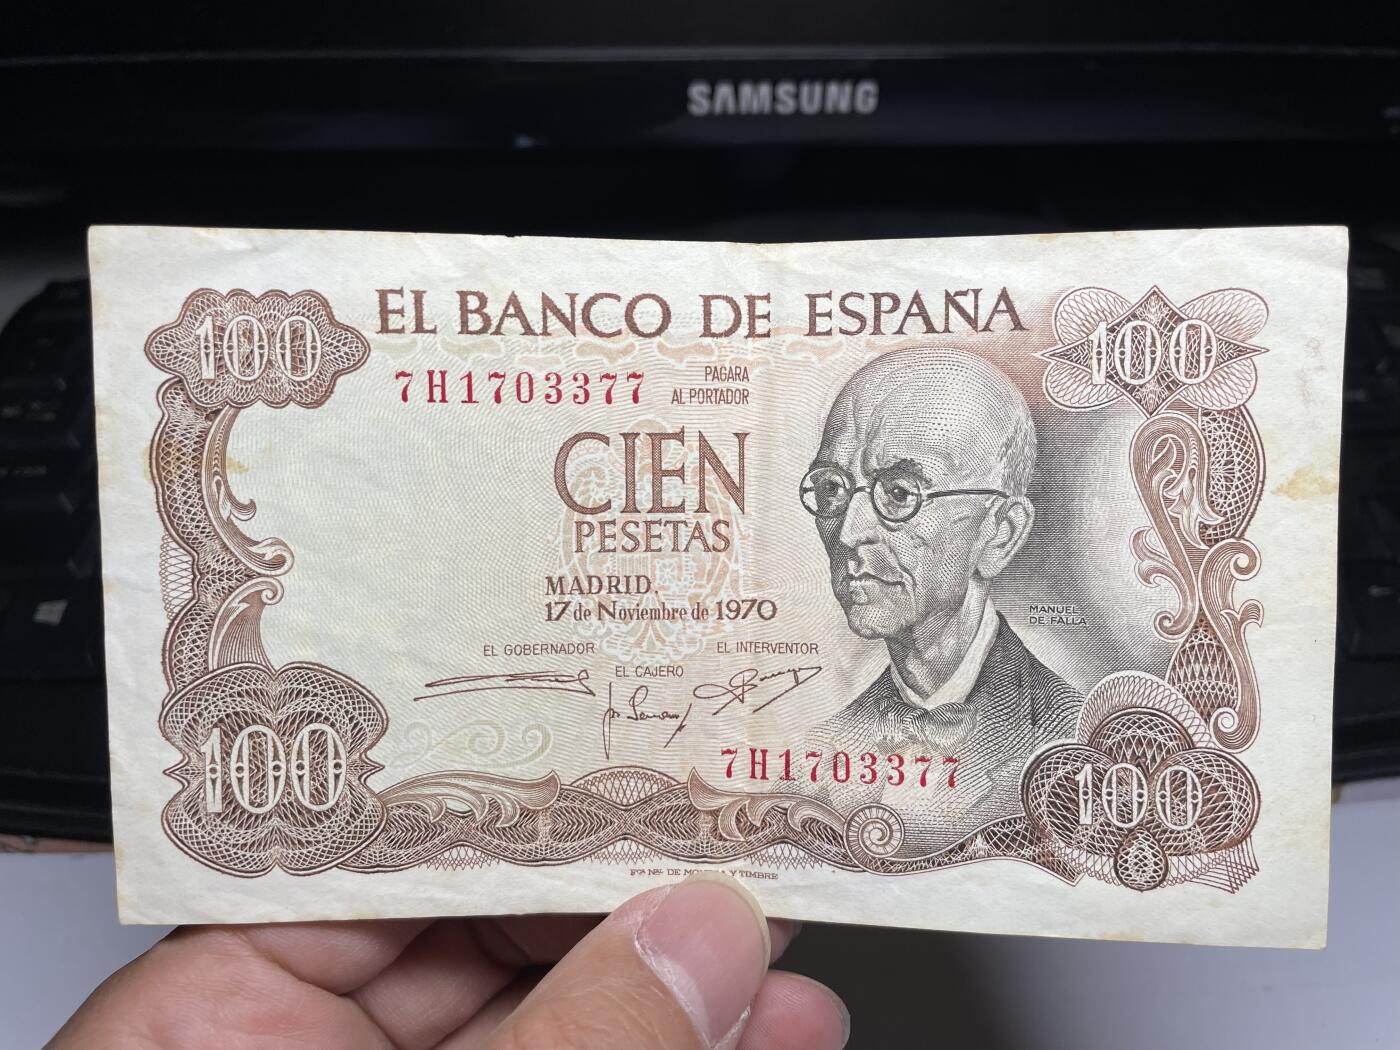 SAMSUNG
EL BANCO DE ESPAÑA
100
100
7H1703377
PAGARA
AL PORTADOR
CIEN
PESETAS
MADRID.
17 de Noviembre de 1970
MANUEL
DE FALLA
EL GOBERNADOR
EL INTERVENTOR
EL CAJERO
7H1703377
100
100
Y TIMBRE